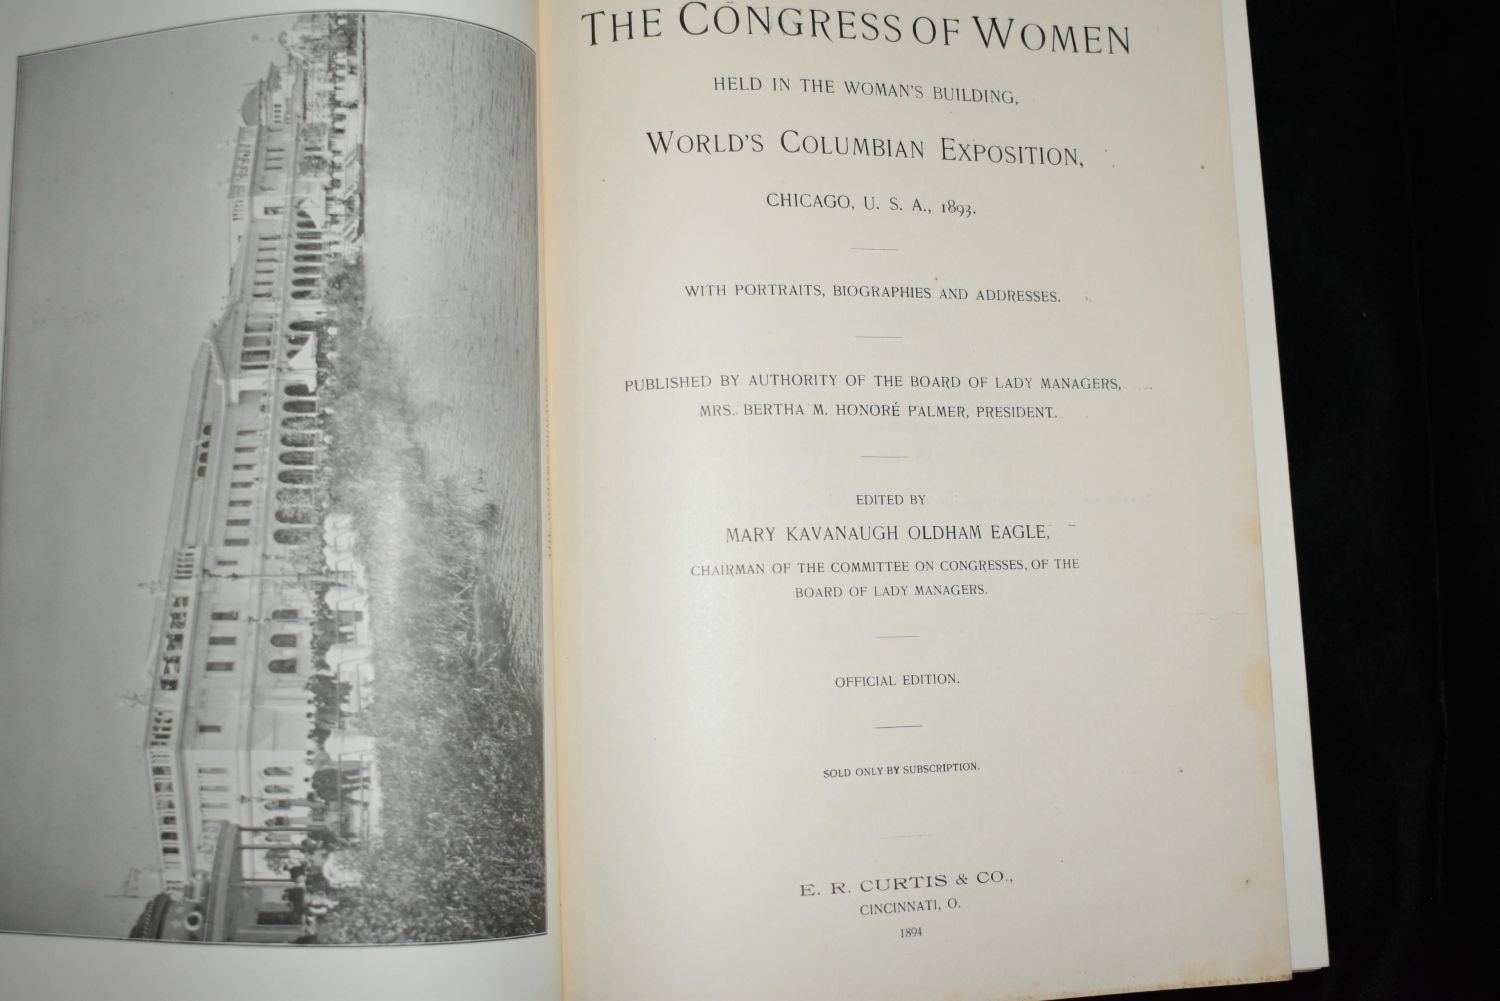 THE CONGRESS OF WOMEN
HELD IN THE WOMAN'S BUILDING,
WORLD'S COLUMBIAN EXPOSITION,
CHICAGO, U. S. A., 1893.
WITH PORTRAITS, BIOGRAPHIES AND ADDRESSES.
PUBLISHED BY AUTHORITY OF THE BOARD OF LADY MANAGERS,
MRS. BERTHA M. HONORÉ PALMER, PRESIDENT.
EDITED BY
MARY KAVANAUGH OLDHAM EAGLE,
CHAIRMAN OF THE COMMITTEE ON CONGRESSES, OF THE
BOARD OF LADY MANAGERS.
OFFICIAL EDITION.
SOLD ONLY BY SUBSCRIPTION.
E. R. CURTIS & CO.,
CINCINNATI, O.
1894